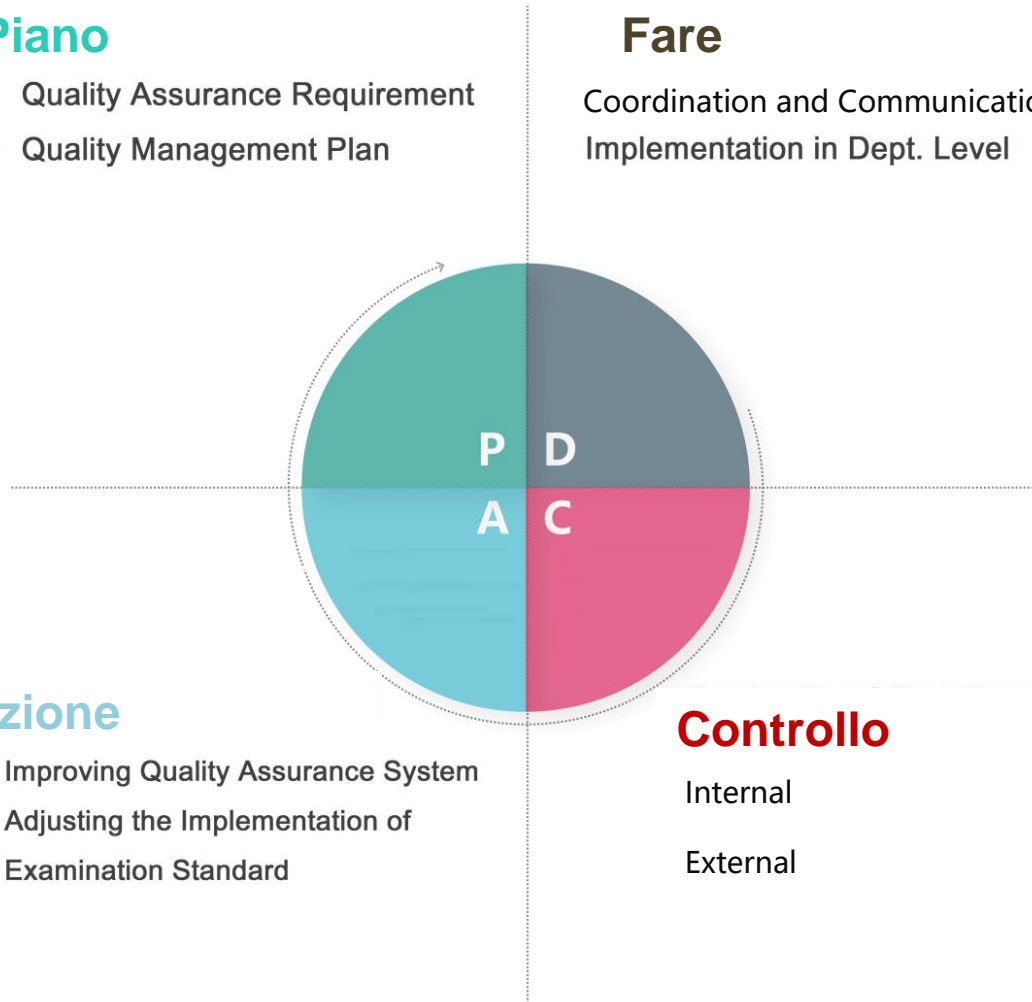 Piano
Quality Assurance Requirement
Quality Management Plan
Fare
Coordination and Communicatio
Implementation in Dept. Level
P D
A C
zione
Improving Quality Assurance System
Adjusting the Implementation of
Examination Standard
Controllo
Internal
External